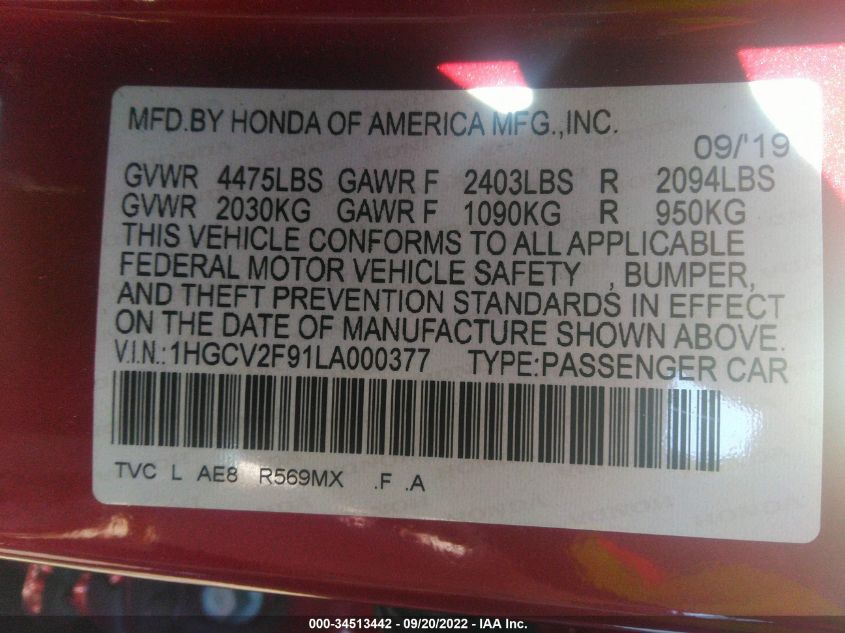 MFD.BY HONDA OF AMERICA MFG.,INC.
09/'19
GVWR 4475LBS GAWR F 2403LBS R 2094LBS
GVWR 2030KG GAWR F 1090KG R 950KG
THIS VEHICLE CONFORMS TO ALL APPLICABLE
FEDERAL MOTOR VEHICLE SAFETY , BUMPER,
AND THEFT PREVENTION STANDARDS IN EFFECT
ON THE DATE OF MANUFACTURE SHOWN ABOVE.
V.I.N.:1HGCV2F91LA000377 TYPE:PASSENGER CAR
TVC L AE8 R569MX .F .A
000-34513442 - 09/20/2022 - IAA Inc.